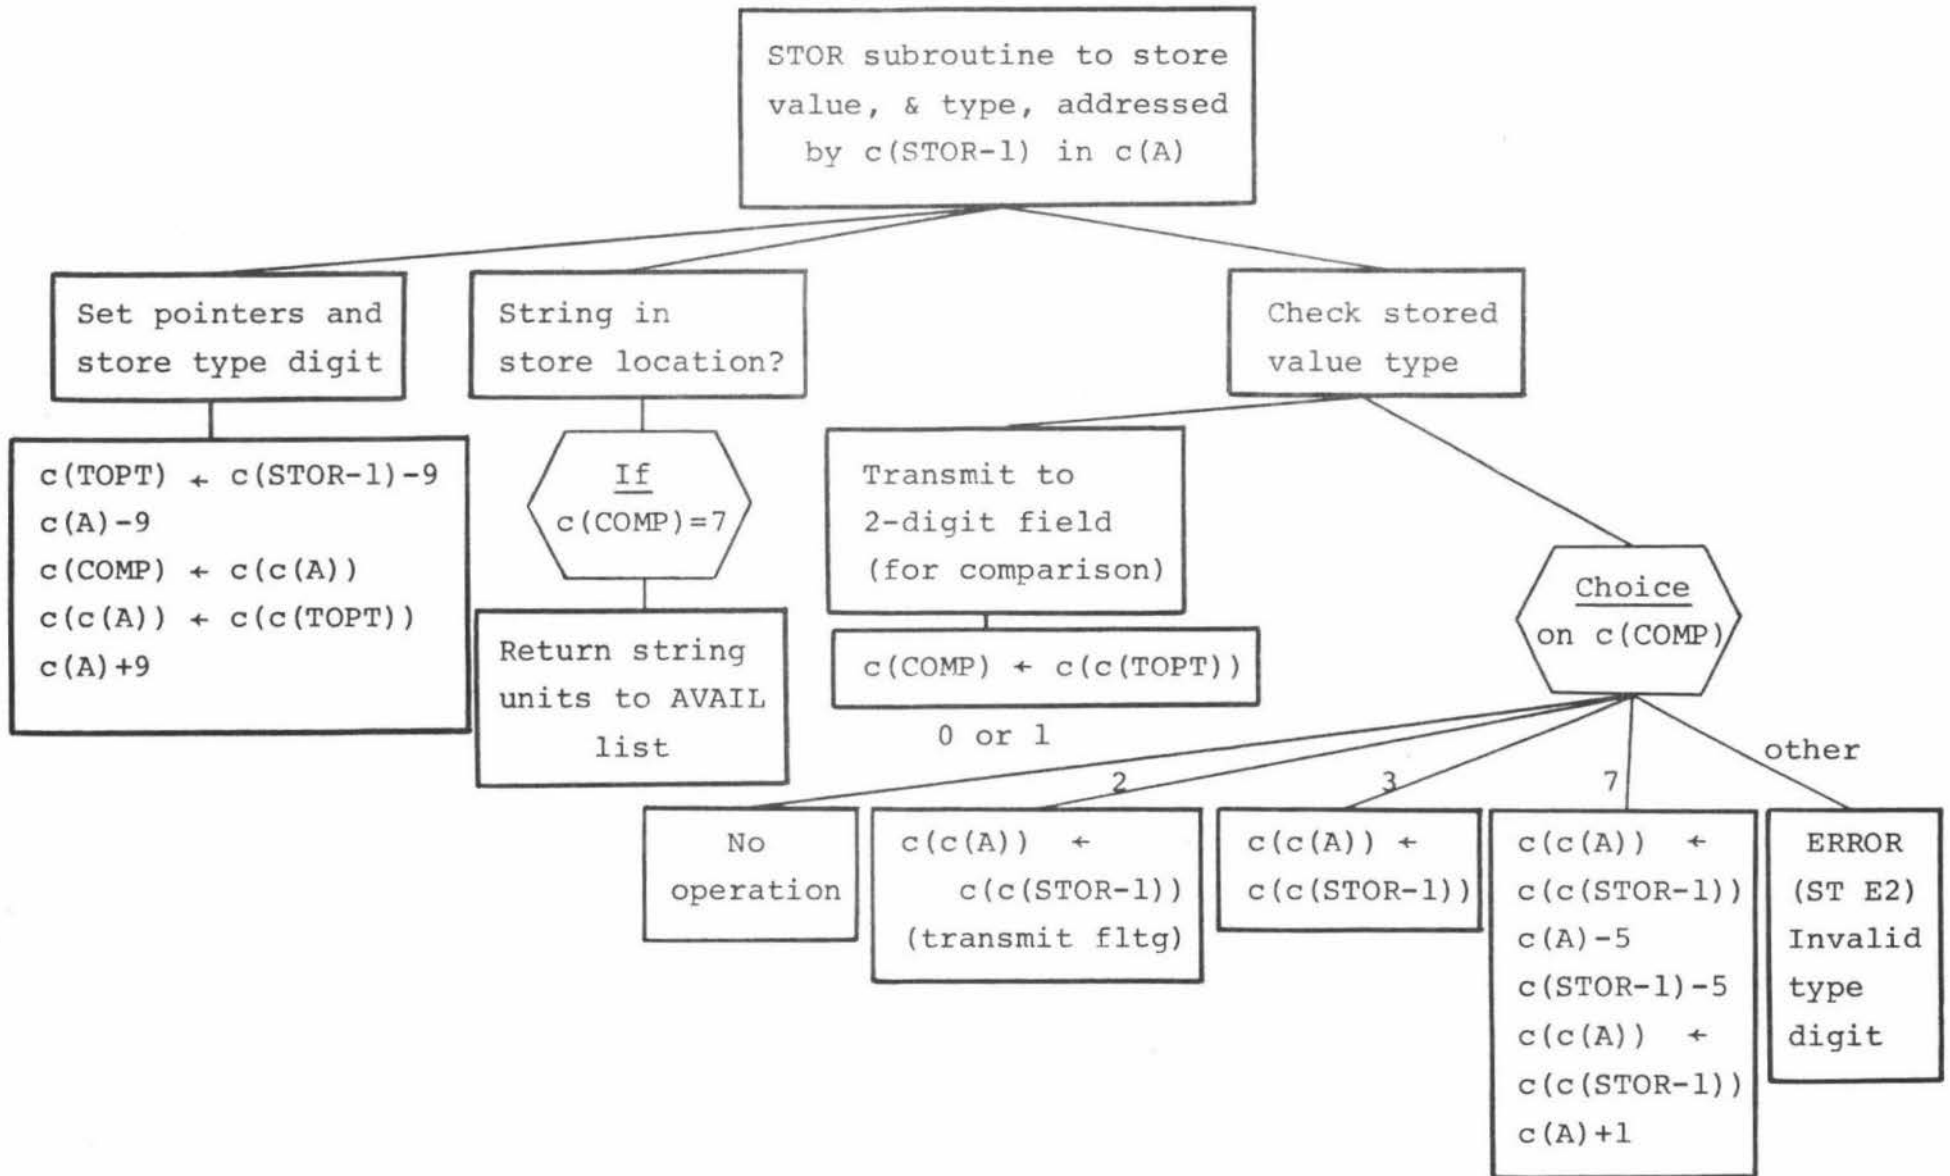 STOR subroutine to store
value, & type, addressed
by c(STOR-1) in c(A)
Set pointers and
store type digit
String in
store location?
Check stored
value type
c(TOPT) ← c(STOR-1)-9
c(A)-9
c(COMP) ← c(c(A))
c(c(A)) ← c(c(TOPT))
c(A)+9
If
c(COMP)=7
Return string
units to AVAIL
list
Transmit to
2-digit field
(for comparison)
c(COMP) ← c(c(TOPT))
Choice
on c(COMP)
0 or 1
2
3
7
other
No
operation
c(c(A)) ←
c(c(STOR-1))
(transmit fltg)
c(c(A)) ←
c(c(STOR-1))
c(c(A)) ←
c(c(STOR-1))
c(A)-5
c(STOR-1)-5
c(c(A)) ←
c(c(STOR-1))
c(A)+1
ERROR
(ST E2)
Invalid
type
digit